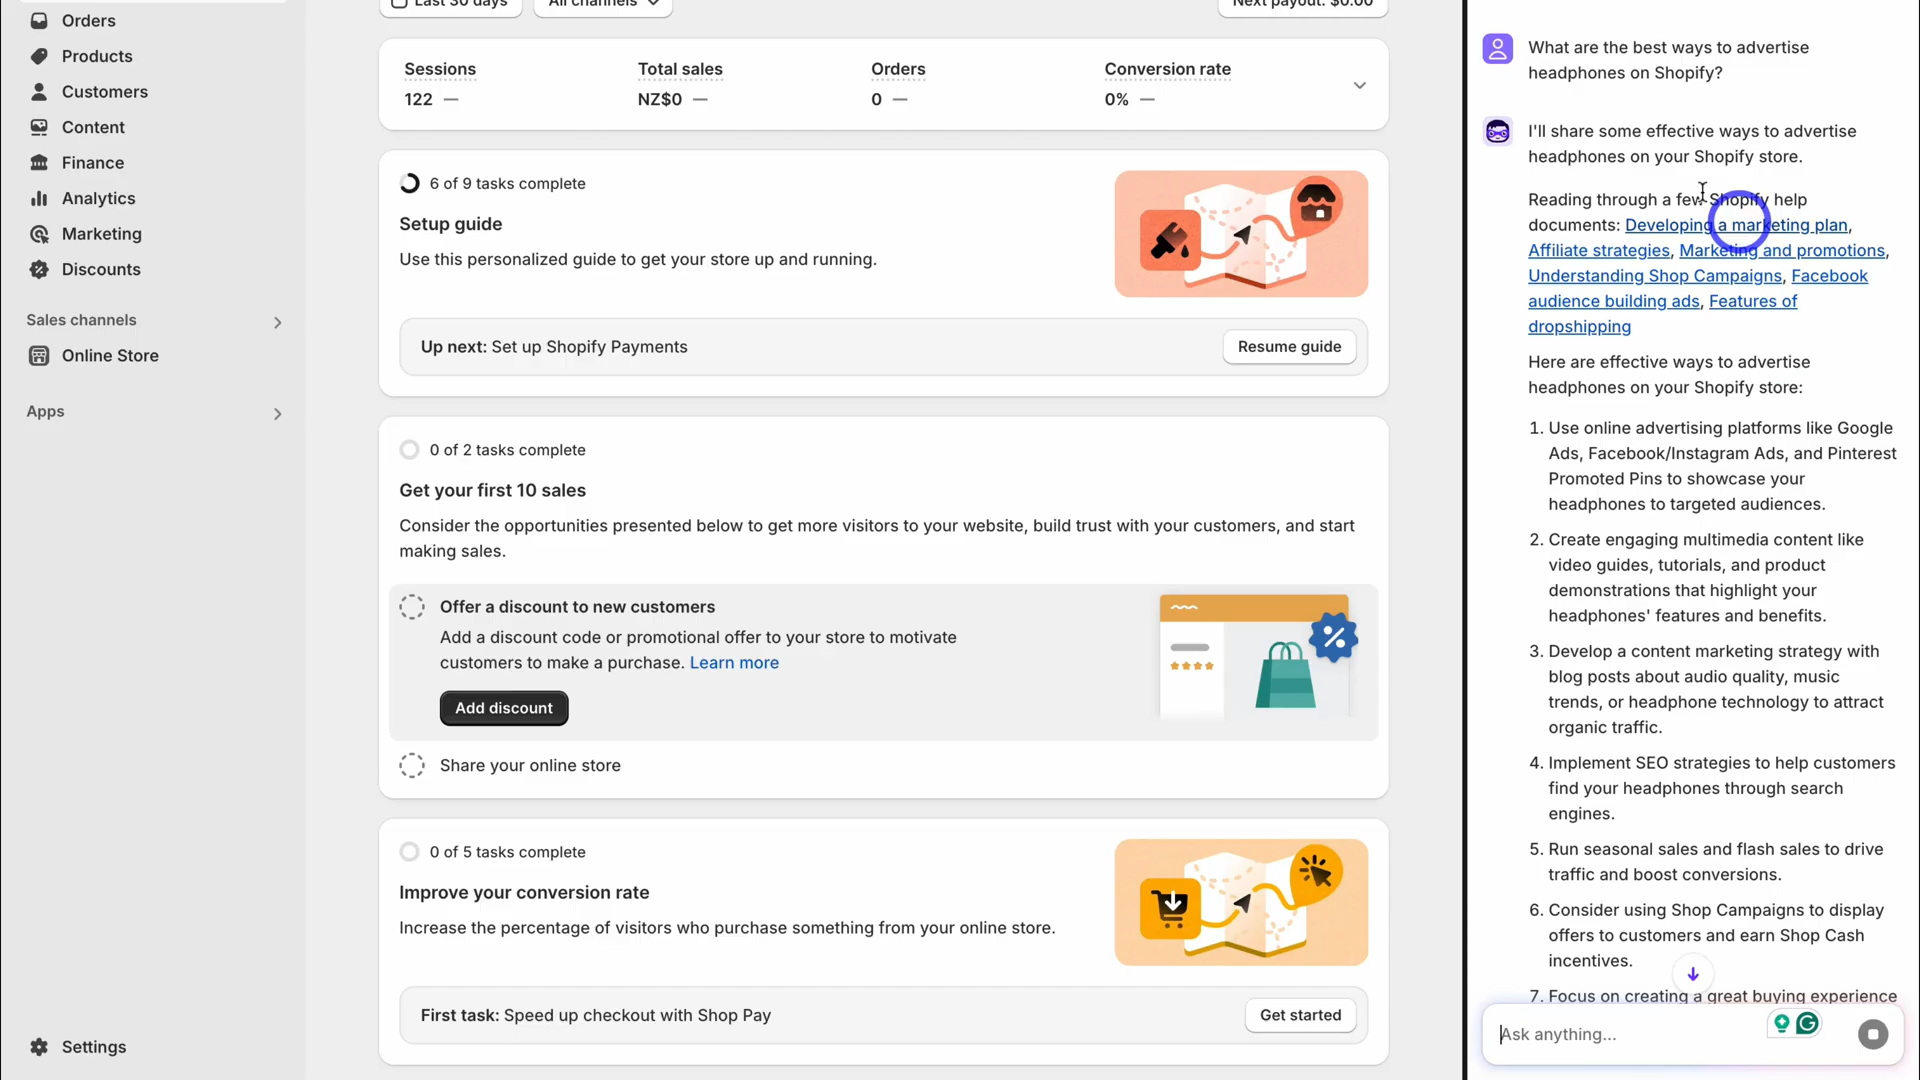 Orders
Products
Customers
Content
Finance
Analytics
Marketing
Discounts
Sales channels
Online Store
Apps
Settings
Last 30 days
All channels
Next payout: $0.00
Sessions
122 —
Total sales
NZ$0 —
Orders
0 —
Conversion rate
0% —
6 of 9 tasks complete
Setup guide
Use this personalized guide to get your store up and running.
Up next: Set up Shopify Payments
Resume guide
0 of 2 tasks complete
Get your first 10 sales
Consider the opportunities presented below to get more visitors to your website, build trust with your customers, and start
making sales.
Offer a discount to new customers
Add a discount code or promotional offer to your store to motivate
customers to make a purchase. Learn more
Add discount
Share your online store
0 of 5 tasks complete
Improve your conversion rate
Increase the percentage of visitors who purchase something from your online store.
First task: Speed up checkout with Shop Pay
Get started
What are the best ways to advertise
headphones on Shopify?
I'll share some effective ways to advertise
headphones on your Shopify store.
Reading through a few Shopify help
documents: Developing a marketing plan,
Affiliate strategies, Marketing and promotions,
Understanding Shop Campaigns, Facebook
audience building ads, Features of
dropshipping
Here are effective ways to advertise
headphones on your Shopify store:
1. Use online advertising platforms like Google
Ads, Facebook/Instagram Ads, and Pinterest
Promoted Pins to showcase your
headphones to targeted audiences.
2. Create engaging multimedia content like
video guides, tutorials, and product
demonstrations that highlight your
headphones' features and benefits.
3. Develop a content marketing strategy with
blog posts about audio quality, music
trends, or headphone technology to attract
organic traffic.
4. Implement SEO strategies to help customers
find your headphones through search
engines.
5. Run seasonal sales and flash sales to drive
traffic and boost conversions.
6. Consider using Shop Campaigns to display
offers to customers and earn Shop Cash
incentives.
7. Focus on creating a great buying experience
Ask anything...